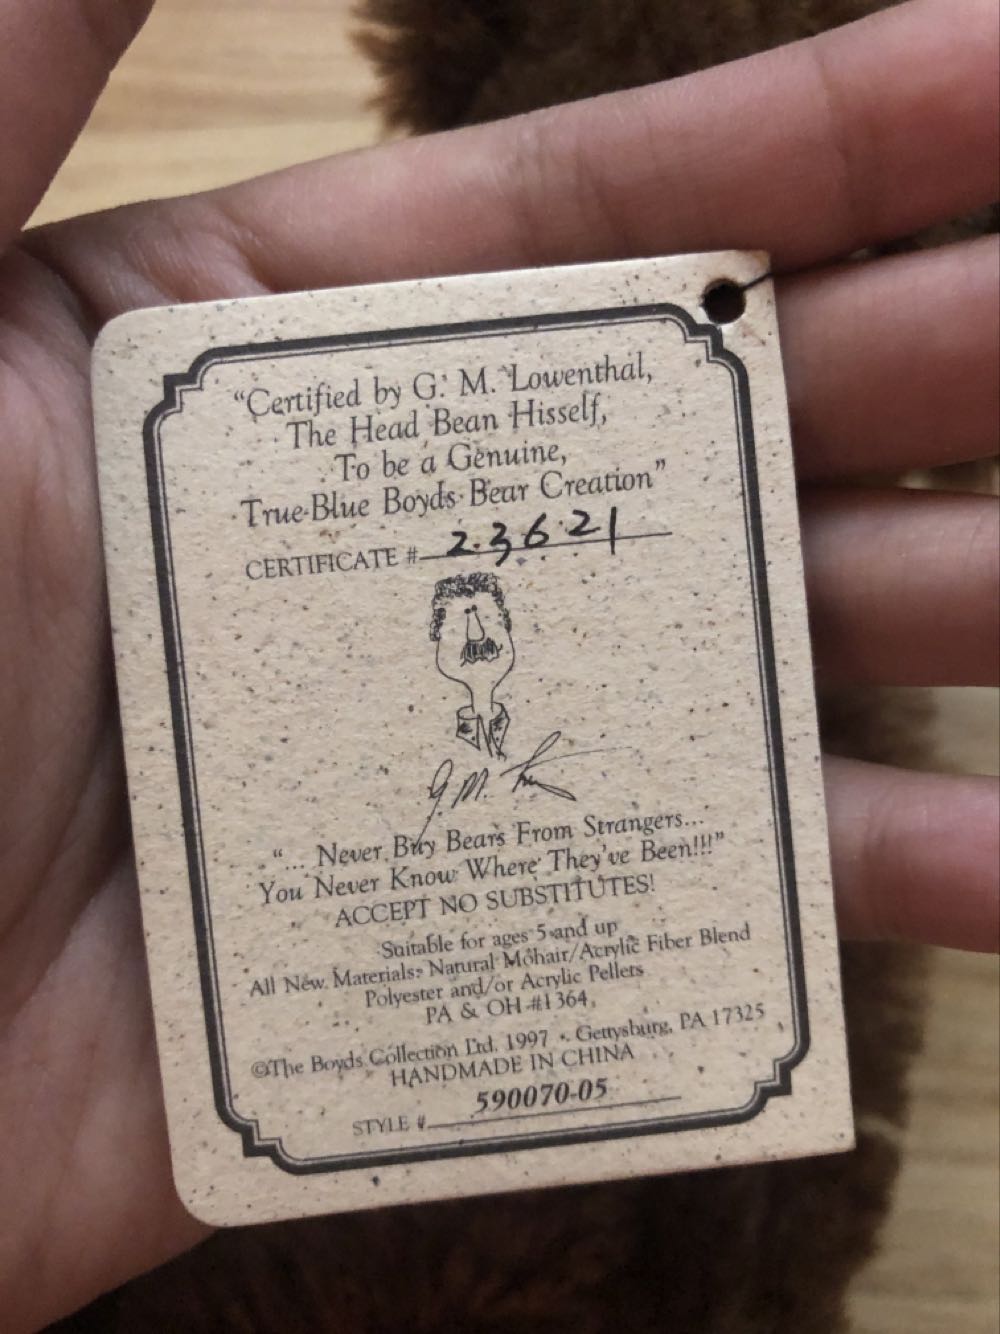 “Certified by G. M. Lowenthal,
The Head Bean Hisself,
To be a Genuine,
True-Blue Boyds Bear Creation”
CERTIFICATE # 23621
G. M.
“... Never Buy Bears From Strangers...
You Never Know Where They've Been!!!”
ACCEPT NO SUBSTITUTES!
Suitable for ages 5 and up
All New Materials: Natural Mohair/Acrylic Fiber Blend
Polyester and/or Acrylic Pellets
PA & OH #1364
©The Boyds Collection Ltd. 1997 • Gettysburg, PA 17325
HANDMADE IN CHINA
STYLE # 590070-05